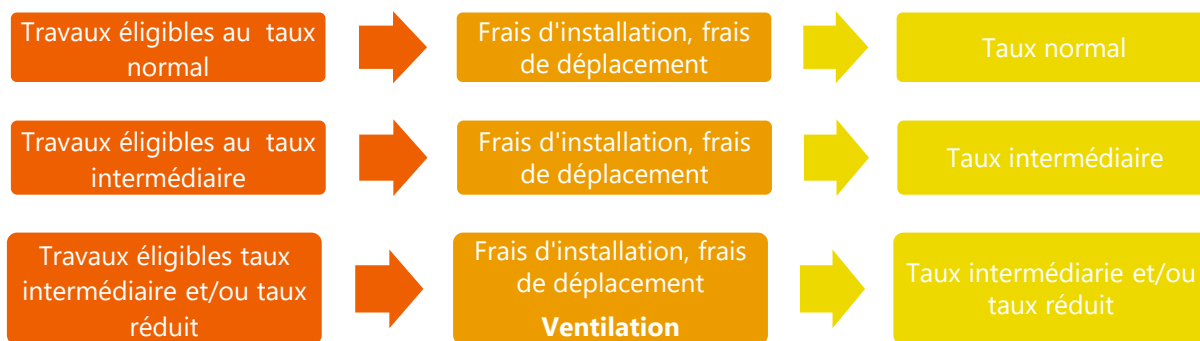 Travaux éligibles au taux
normal
Frais d'installation, frais
de déplacement
Taux normal
Travaux éligibles au taux
intermédiaire
Frais d'installation, frais
de déplacement
Taux intermédiaire
Travaux éligibles taux
intermédiaire et/ou taux
réduit
Frais d'installation, frais
de déplacement
Ventilation
Taux intermédiarie et/ou
taux réduit